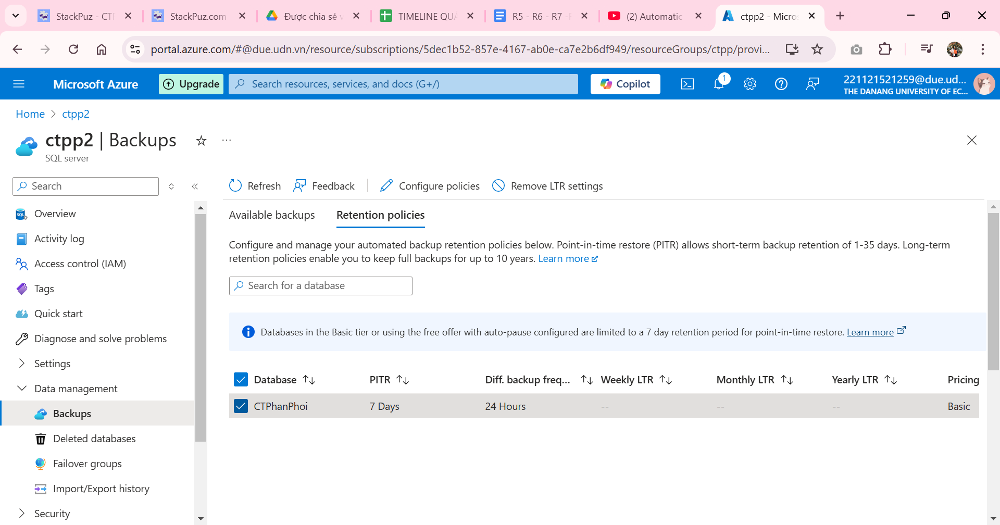 StackPuz - CTF
StackPuz.com
Được chia sẻ v
TIMELINE QUẢ
R5 - R6 - R7 -F
(2) Automatic
ctpp2 - Micros
portal.azure.com/#@due.udn.vn/resource/subscriptions/5dec1b52-857e-4167-ab0e-ca7e2b6df949/resourceGroups/ctpp/provi...
Microsoft Azure
Upgrade
Search resources, services, and docs (G+/)
Copilot
1
221121521259@due.ud...
THE DANANG UNIVERSITY OF EC...
Home > ctpp2
ctpp2 | Backups
SQL server
Search
Overview
Activity log
Access control (IAM)
Tags
Quick start
Diagnose and solve problems
Settings
Data management
Backups
Deleted databases
Failover groups
Import/Export history
Security
Refresh
Feedback
Configure policies
Remove LTR settings
Available backups
Retention policies
Configure and manage your automated backup retention policies below. Point-in-time restore (PITR) allows short-term backup retention of 1-35 days. Long-term
retention policies enable you to keep full backups for up to 10 years. Learn more
Search for a database
Databases in the Basic tier or using the free offer with auto-pause configured are limited to a 7 day retention period for point-in-time restore. Learn more
Database PITR Diff. backup freq... Weekly LTR Monthly LTR Yearly LTR Pricing
CTPhanPhoi 7 Days 24 Hours -- -- -- Basic